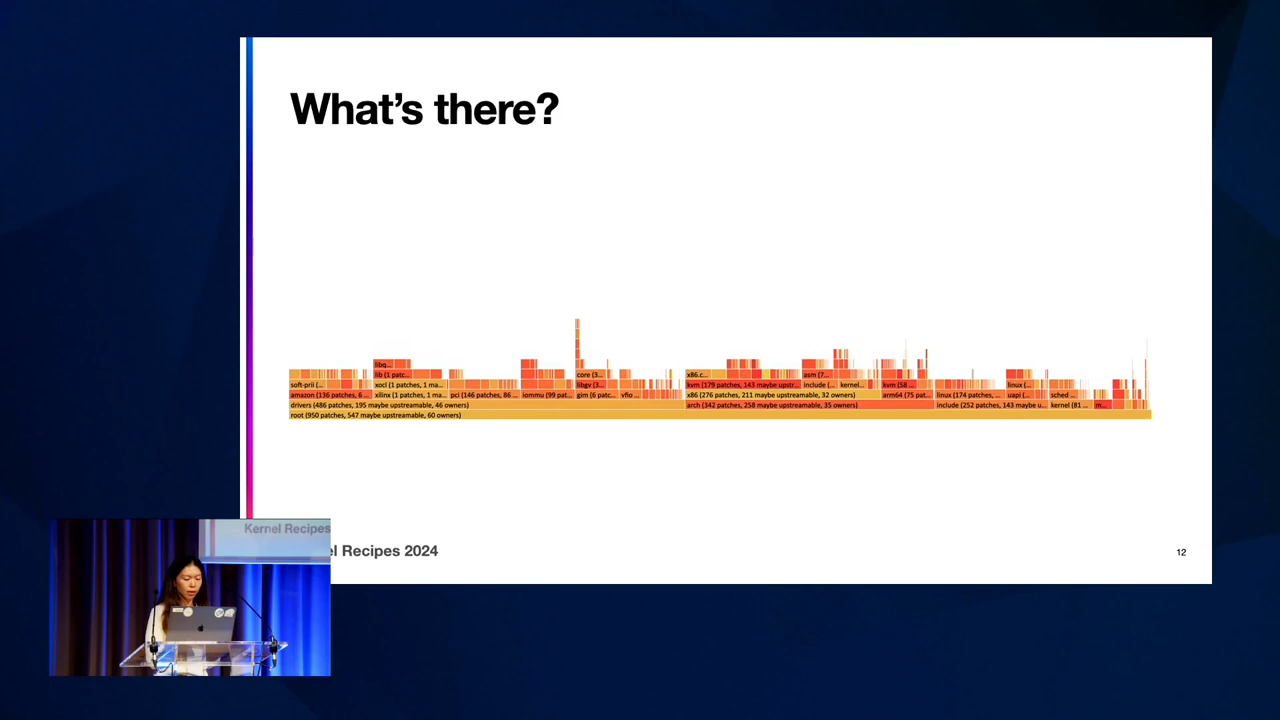 What's there?
libq...
lib (1 patc...
core (3...
x86.c...
asm (7...
soft-prii (...
xocl (1 patches, 1 ma...
libgv (3...
kvm (179 patches, 143 maybe upstr...
include (...
kernel...
kvm (58 ...
linux (...
amazon (136 patches, 6 ...
xilinx (1 patches, 1 ma...
pci (146 patches, 86 ...
iommu (99 pat...
gim (6 patc...
vfio ...
x86 (276 patches, 211 maybe upstreamable, 32 owners)
arm64 (75 pat...
linux (174 patches, ...
uapi (...
sched ...
drivers (486 patches, 195 maybe upstreamable, 46 owners)
arch (342 patches, 258 maybe upstreamable, 35 owners)
include (252 patches, 143 maybe u...
kernel (81 ...
m...
root (950 patches, 547 maybe upstreamable, 60 owners)
Kernel Recipes
el Recipes 2024
12